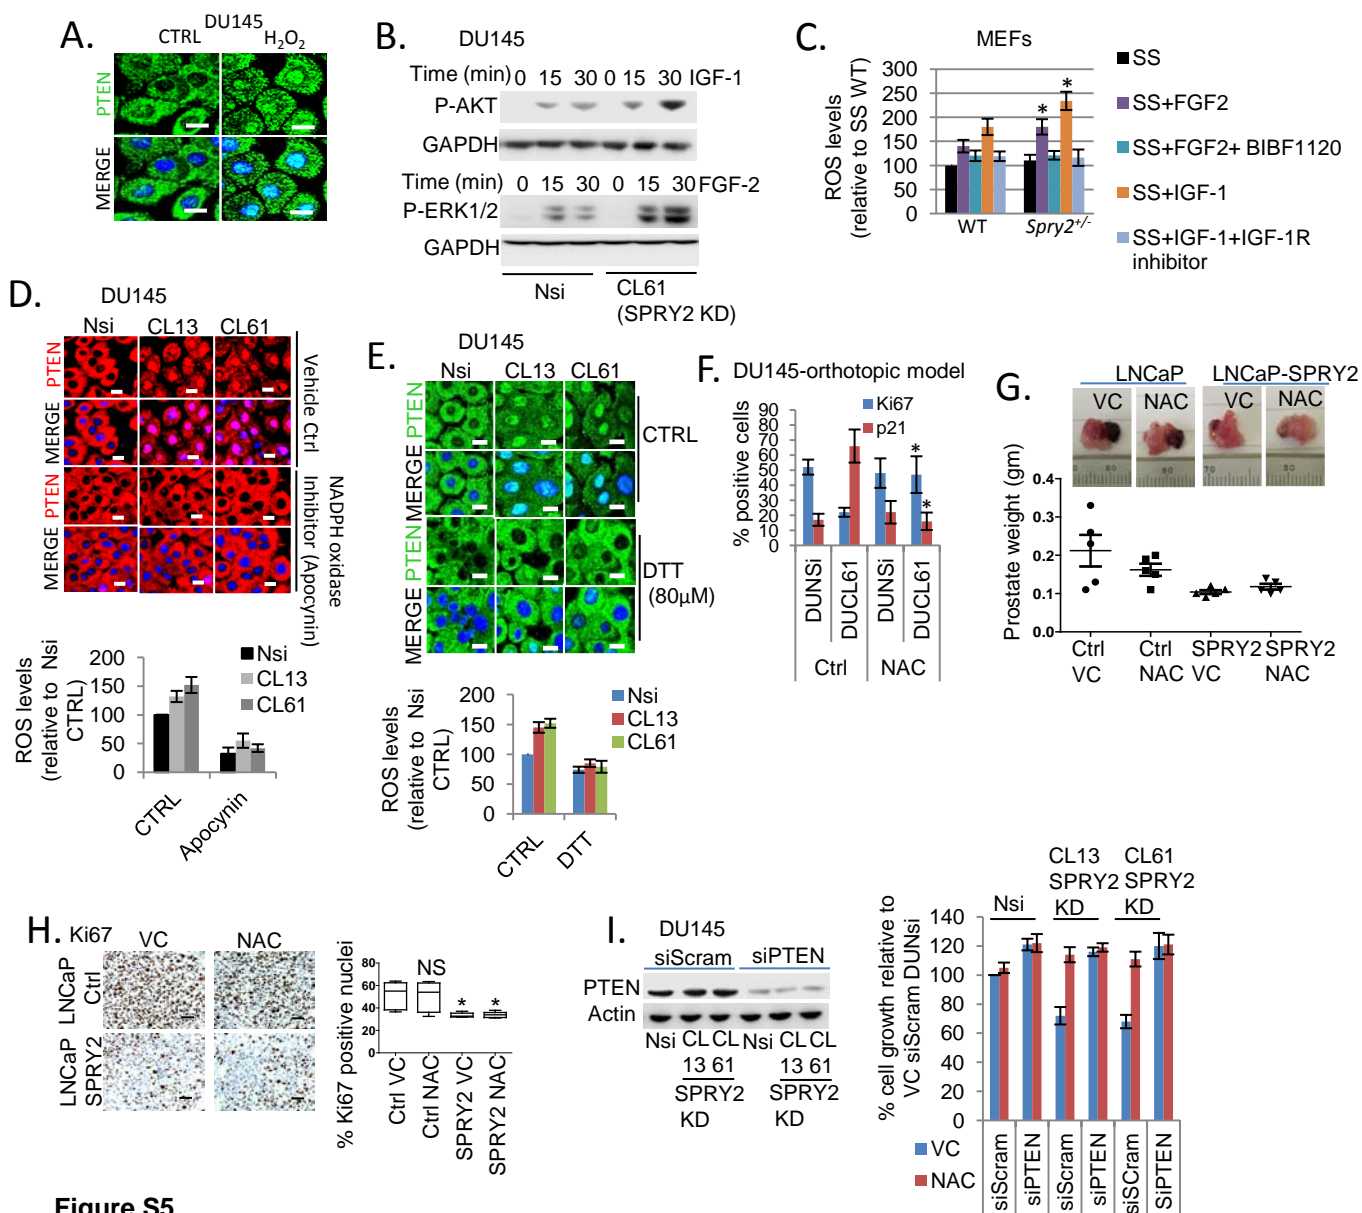 A.
DU145
CTRL
H2O2
PTEN
MERGE
B.
DU145
Time (min) 0 15 30 0 15 30 IGF-1
P-AKT
GAPDH
Time (min) 0 15 30 0 15 30 FGF-2
P-ERK1/2
GAPDH
Nsi
CL61
(SPRY2 KD)
C.
MEFs
ROS levels
(relative to SS WT)
300
250
200
150
100
50
0
* * *
WT
Spry2+/-
SS
SS+FGF2
SS+FGF2+ BIBF1120
SS+IGF-1
SS+IGF-1+IGF-1R
inhibitor
D.
DU145
Nsi CL13 CL61
PTEN
MERGE
PTEN
MERGE
Vehicle Ctrl
NADPH oxidase
Inhibitor (Apocynin)
ROS levels
(relative to Nsi
CTRL)
200
150
100
50
0
Nsi
CL13
CL61
CTRL
Apocynin
E.
DU145
Nsi CL13 CL61
PTEN
MERGE
PTEN
MERGE
CTRL
DTT
(80µM)
ROS levels
(relative to Nsi
CTRL)
200
150
100
50
0
Nsi
CL13
CL61
CTRL
DTT
F.
DU145-orthotopic model
% positive cells
90
80
70
60
50
40
30
20
10
0
Ki67
p21
*
*
DUNSi
DUCL61
DUNSi
DUCL61
Ctrl
NAC
G.
LNCaP LNCaP-SPRY2
VC NAC VC NAC
Prostate weight (gm)
0.4
0.3
0.2
0.1
0.0
Ctrl
VC
Ctrl
NAC
SPRY2
VC
SPRY2
NAC
H.
Ki67
VC NAC
LNCaP
Ctrl
LNCaP
SPRY2
% Ki67 positive nuclei
80
60
40
20
0
NS
* *
Ctrl VC
Ctrl NAC
SPRY2 VC
SPRY2 NAC
I.
DU145
siScram siPTEN
PTEN
Actin
Nsi CL CL Nsi CL CL
13 61 13 61
SPRY2 SPRY2
KD KD
% cell growth relative to
VC siScram DUNsi
140
120
100
80
60
40
20
0
Nsi
CL13
SPRY2
KD
CL61
SPRY2
KD
VC
NAC
siScram
siPTEN
siScram
siPTEN
siSCram
SiPTEN
Figure S5